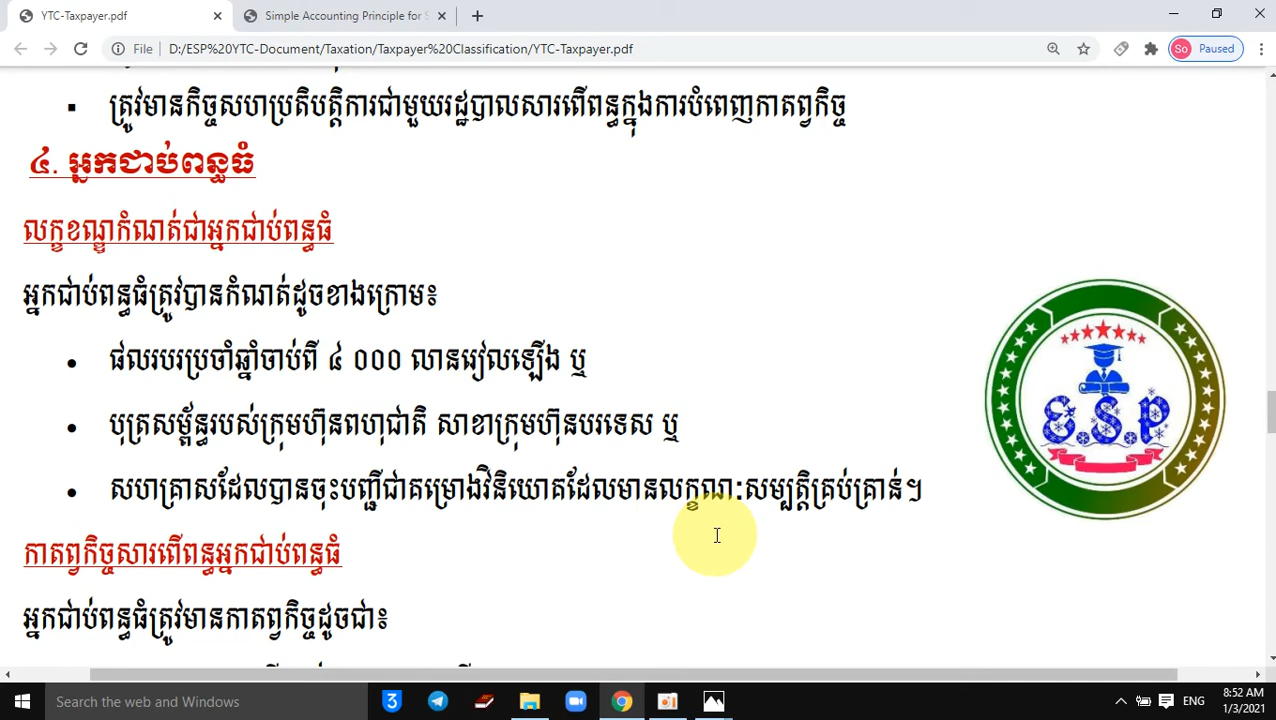 YTC-Taxpayer.pdf
Simple Accounting Principle for S
File
D:/ESP%20YTC-Document/Taxation/Taxpayer%20Classification/YTC-Taxpayer.pdf
So Paused
▪ ត្រូវមានកិច្ចសហប្រតិបត្តិការជាមួយរដ្ឋបាលសារពើពន្ធក្នុងការបំពេញកាតព្វកិច្ច
៤. អ្នកជាប់ពន្ធធំ
លក្ខខណ្ឌកំណត់ជាអ្នកជាប់ពន្ធធំ
អ្នកជាប់ពន្ធធំត្រូវបានកំណត់ដូចខាងក្រោម៖
• ផលរបរប្រចាំឆ្នាំចាប់ពី ៤ ០០០ លានរៀលឡើង ឬ
• បុត្រសម្ព័ន្ធរបស់ក្រុមហ៊ុនពហុជាតិ សាខាក្រុមហ៊ុនបរទេស ឬ
• សហគ្រាសដែលបានចុះបញ្ជីជាគម្រោងវិនិយោគដែលមានលក្ខណៈសម្បត្តិគ្រប់គ្រាន់។
E.S.P
កាតព្វកិច្ចសារពើពន្ធអ្នកជាប់ពន្ធធំ
អ្នកជាប់ពន្ធធំត្រូវមានកាតព្វកិច្ចដូចជា៖
Search the web and Windows
ENG
8:52 AM
1/3/2021